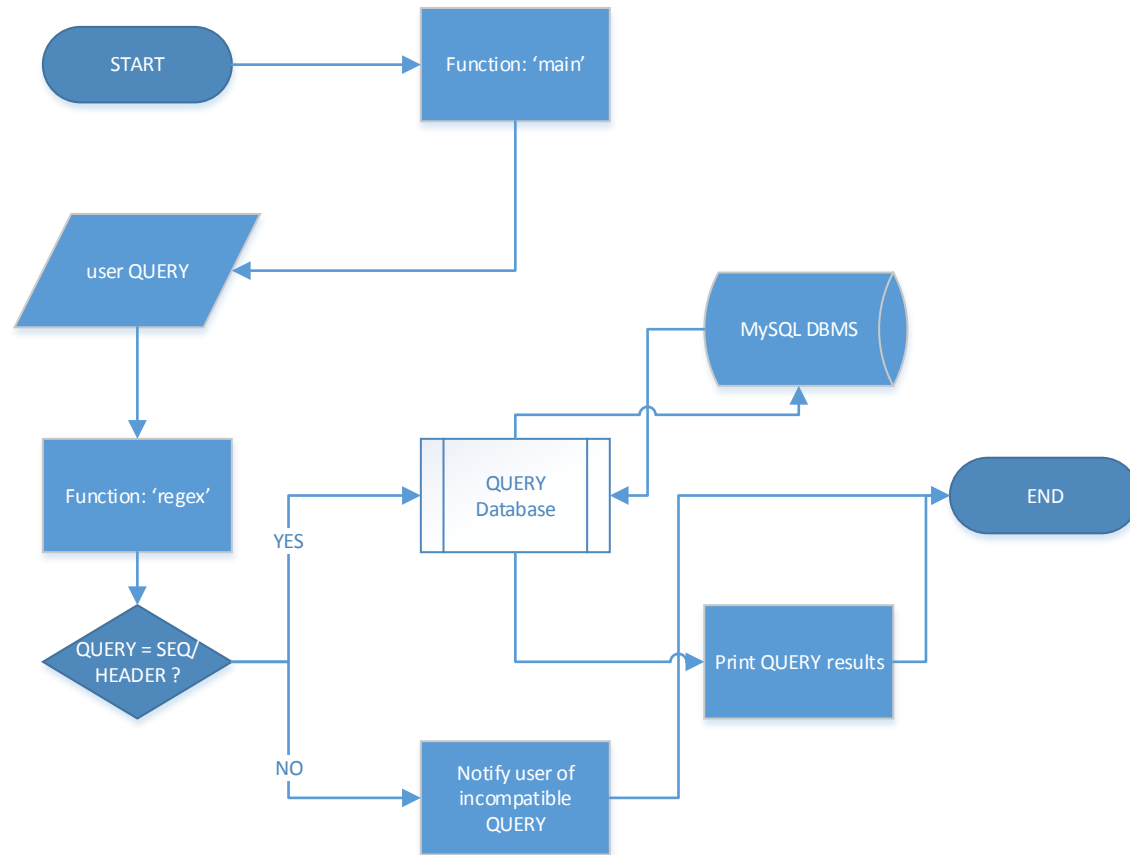 START
Function: ‘main’
user QUERY
MySQL DBMS
Function: ‘regex’
QUERY
Database
END
YES
QUERY = SEQ/
HEADER ?
Print QUERY results
NO
Notify user of
incompatible
QUERY